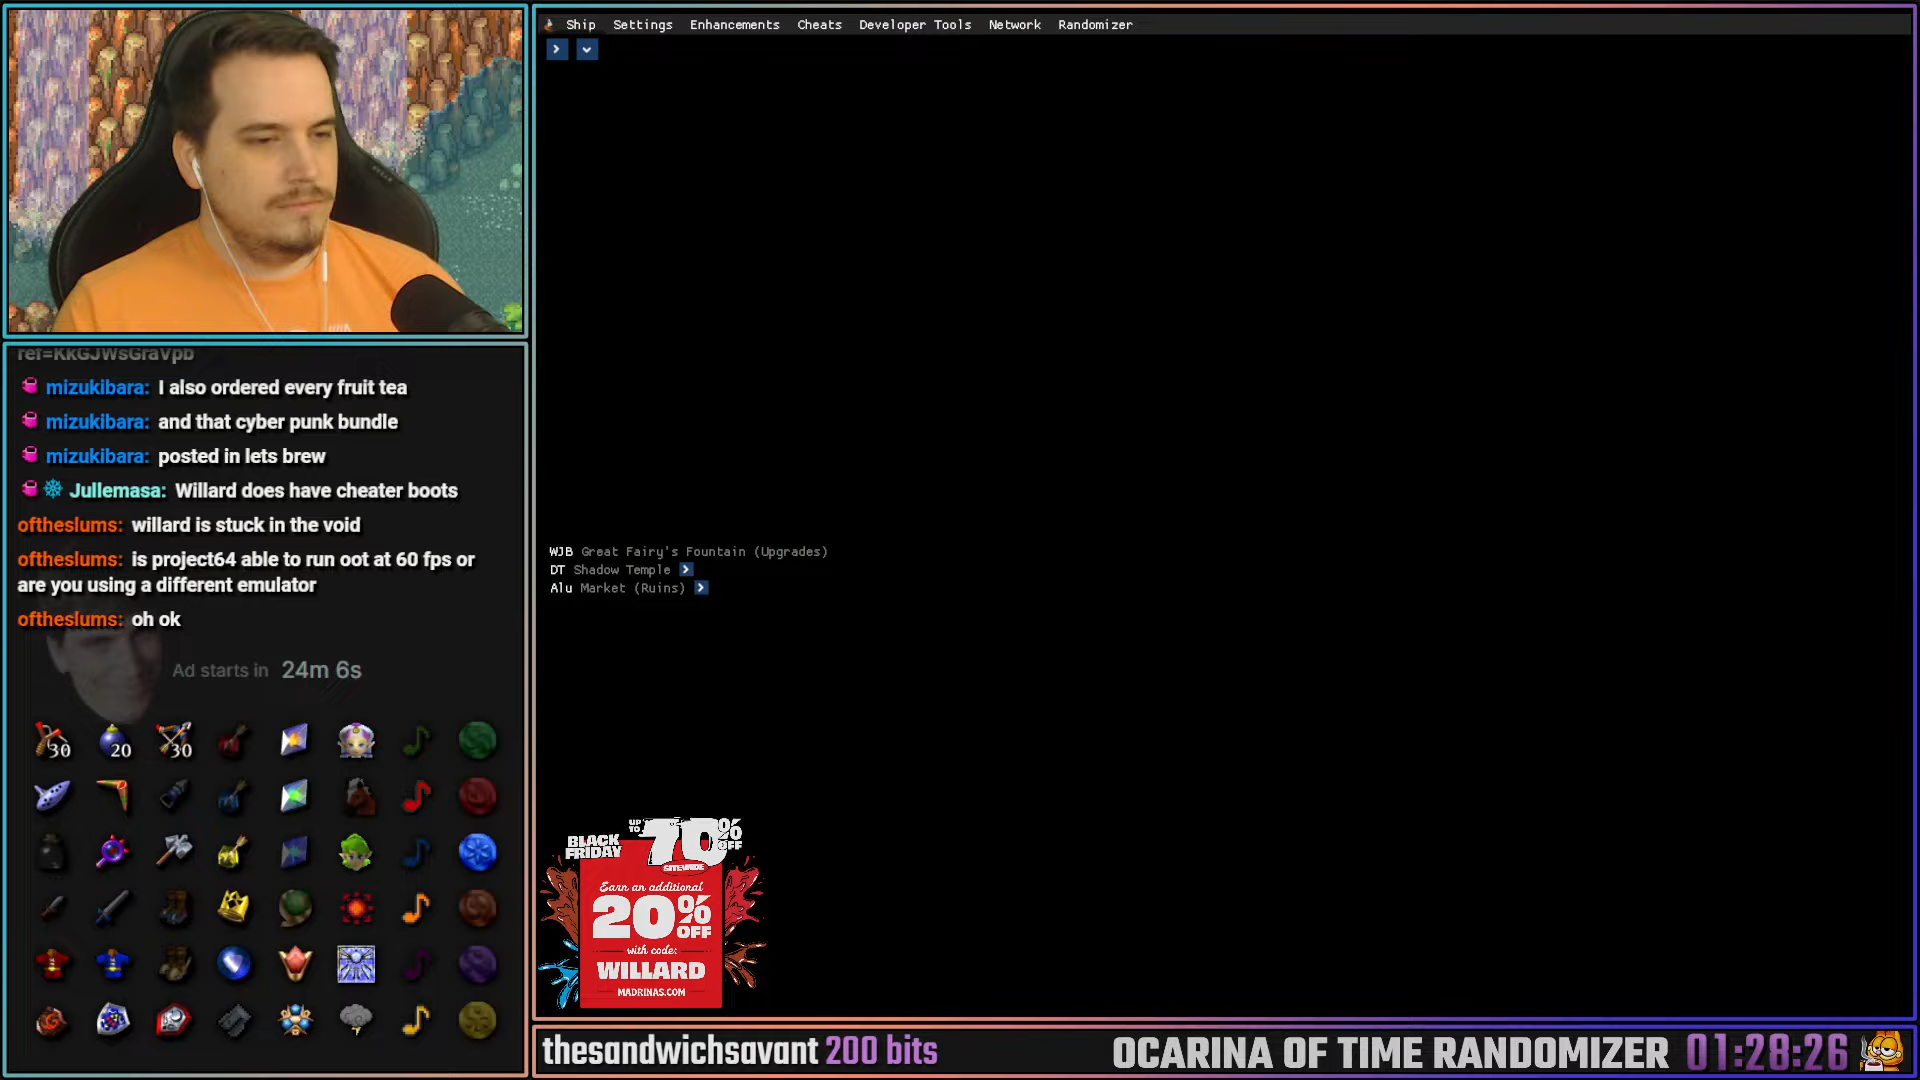 Ship Settings Enhancements Cheats Developer Tools Network Randomizer
ref=KkGJWsGraVpb
mizukibara: I also ordered every fruit tea
mizukibara: and that cyber punk bundle
mizukibara: posted in lets brew
Jullemasa: Willard does have cheater boots
oftheslums: willard is stuck in the void
oftheslums: is project64 able to run oot at 60 fps or
are you using a different emulator
oftheslums: oh ok
Ad starts in 24m 6s
30 20 30
WJB Great Fairy's Fountain (Upgrades)
DT Shadow Temple
Alu Market (Ruins)
BLACK
FRIDAY
UP TO 70% OFF
SITEWIDE
Earn an additional
20% OFF
with code:
WILLARD
MADRINAS.COM
thesandwichsavant 200 bits
OCARINA OF TIME RANDOMIZER 01:28:26